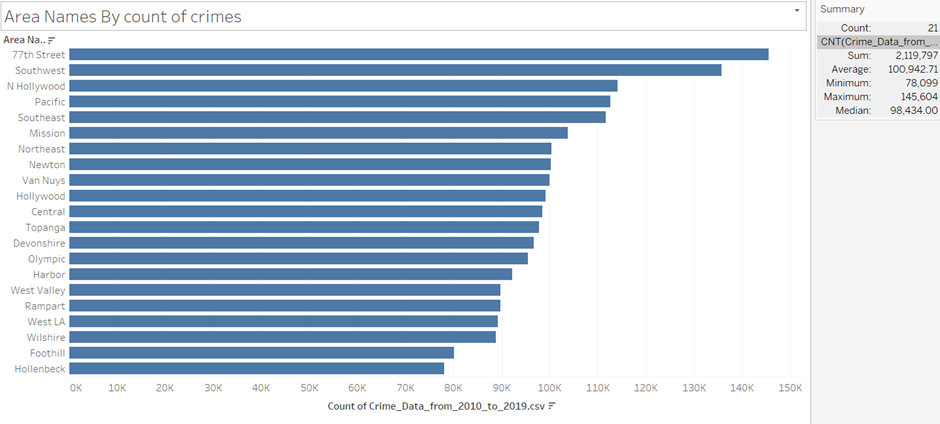 Area Names By count of crimes
Area Na..
77th Street
Southwest
N Hollywood
Pacific
Southeast
Mission
Northeast
Newton
Van Nuys
Hollywood
Central
Topanga
Devonshire
Olympic
Harbor
West Valley
Rampart
West LA
Wilshire
Foothill
Hollenbeck
0K 10K 20K 30K 40K 50K 60K 70K 80K 90K 100K 110K 120K 130K 140K 150K
Count of Crime_Data_from_2010_to_2019.csv
Summary
Count: 21
CNT(Crime_Data_from_...
Sum: 2,119,797
Average: 100,942.71
Minimum: 78,099
Maximum: 145,604
Median: 98,434.00